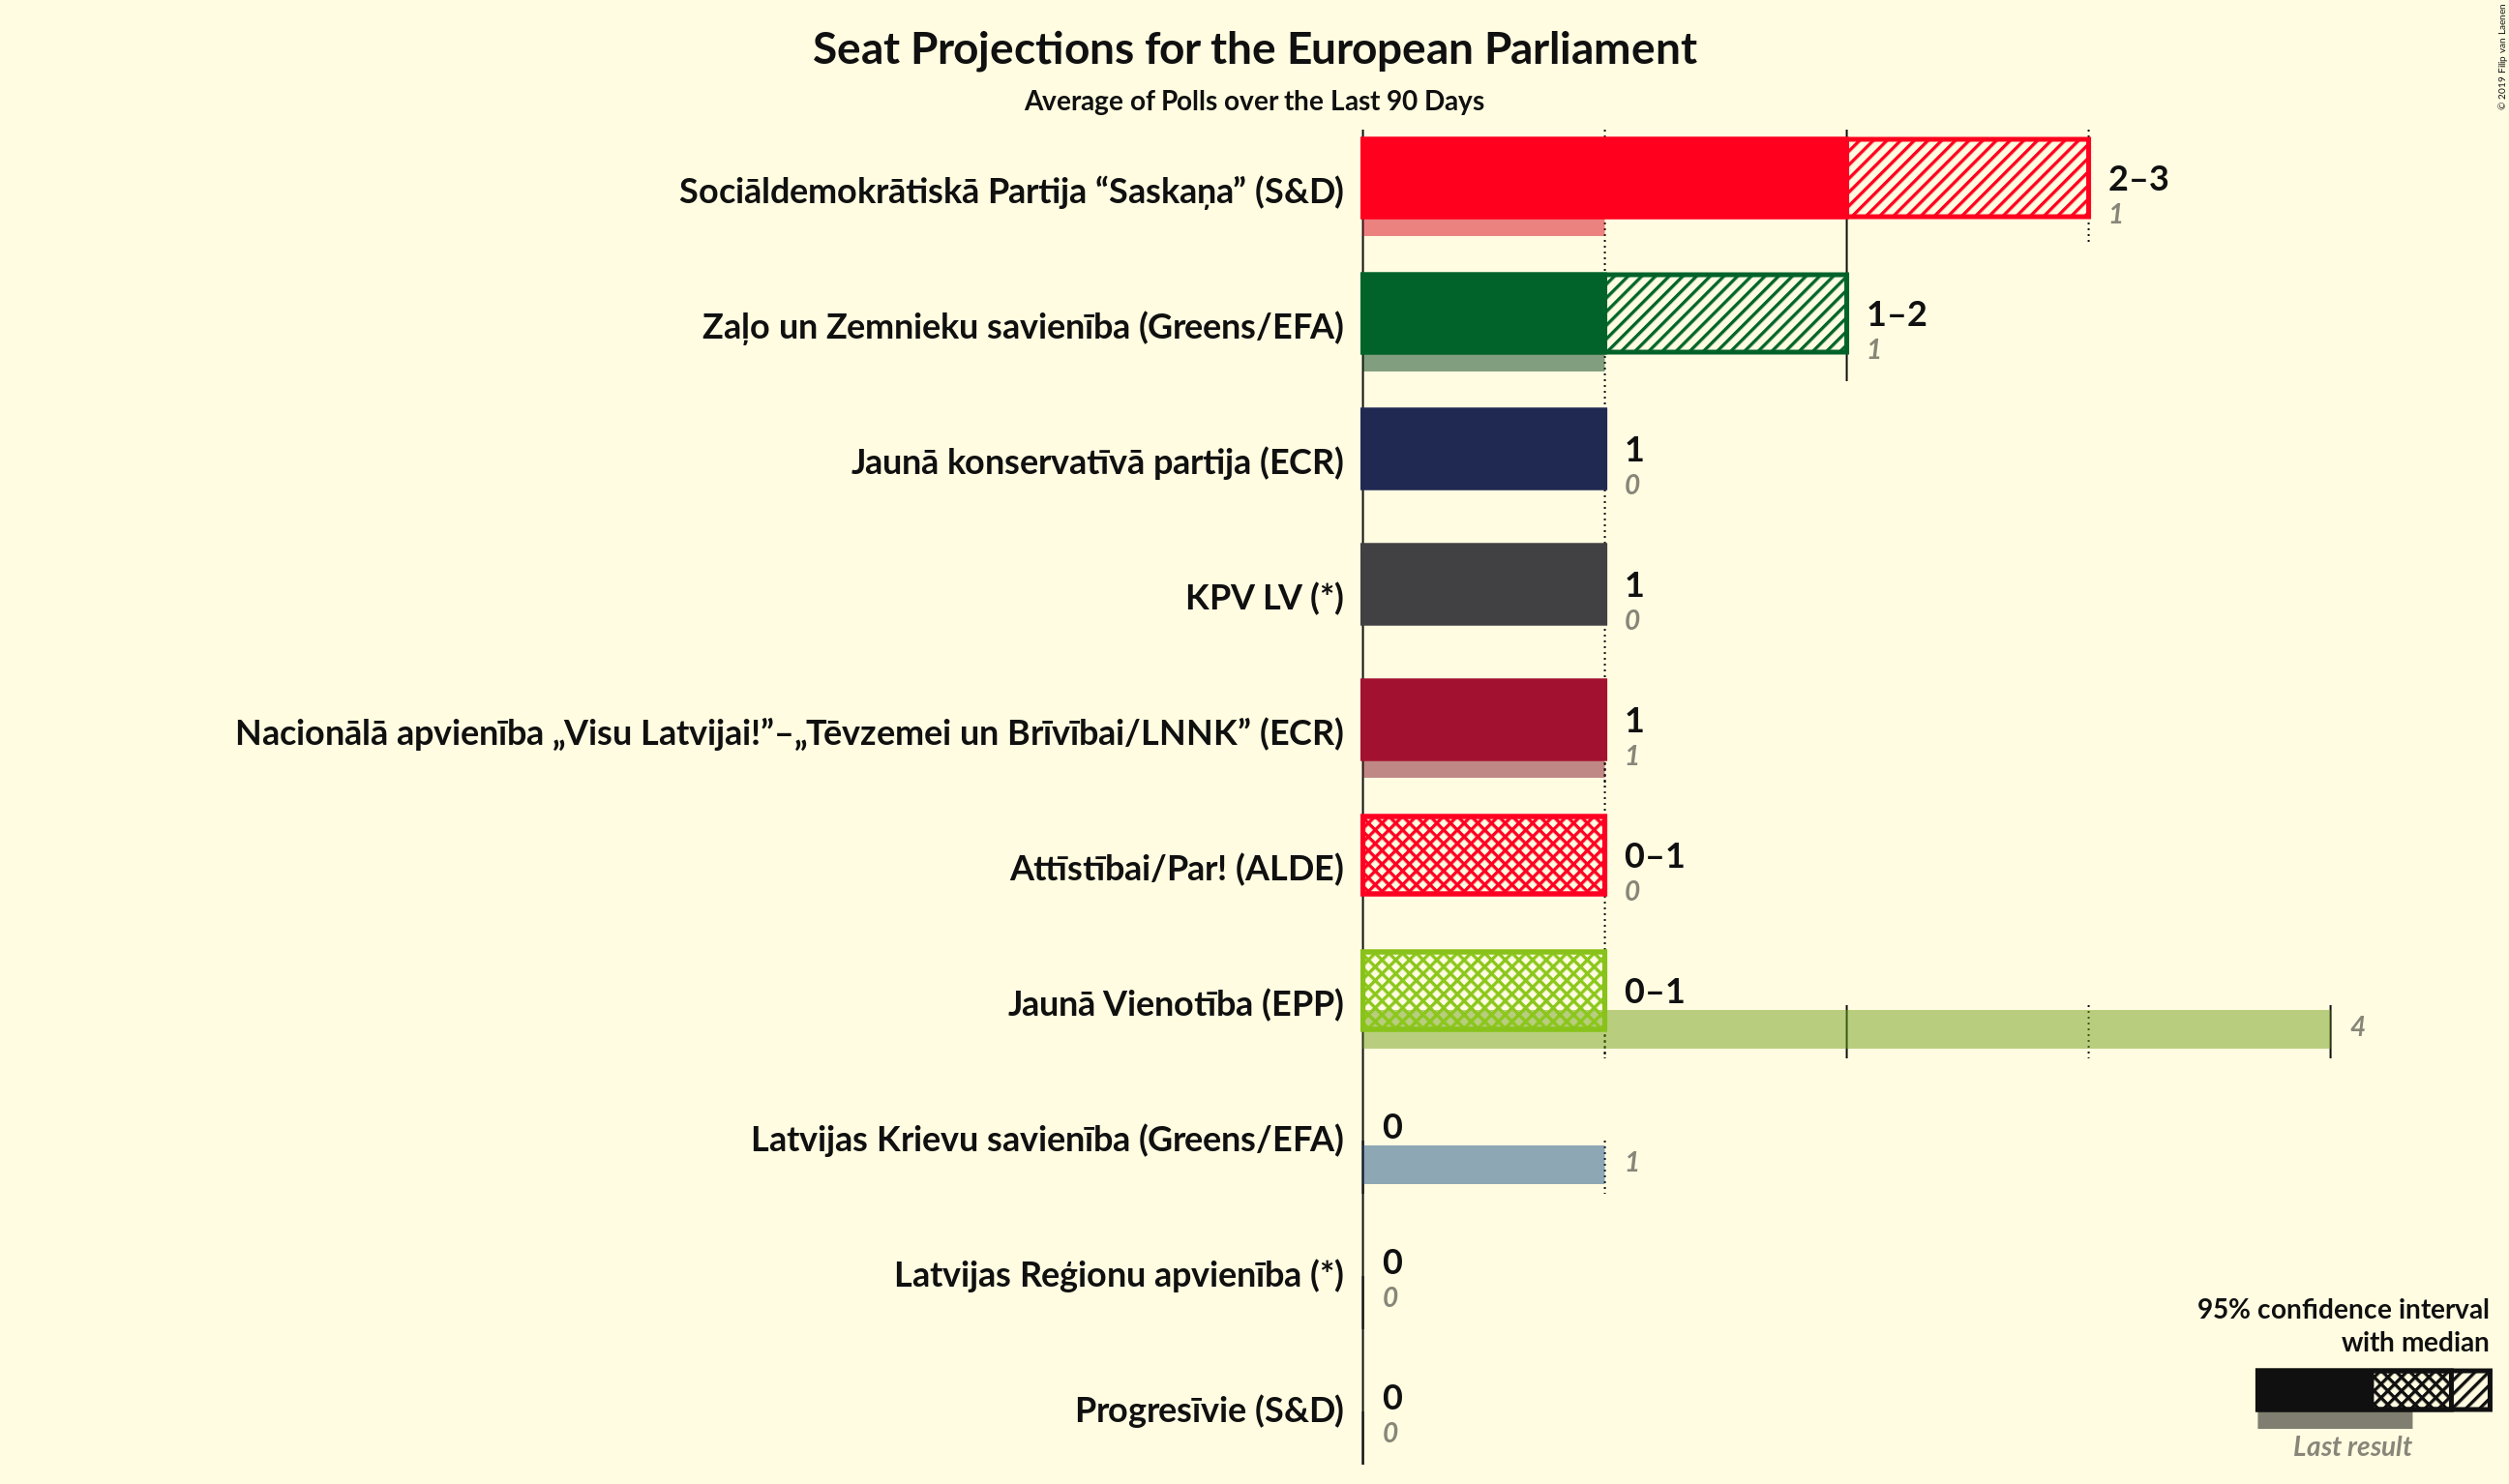 Seat Projections for the European Parliament
Average of Polls over the Last 90 Days
© 2019 Filip van Laenen
Sociāldemokrātiskā Partija “Saskaņa” (S&D)
2–3
1
Zaļo un Zemnieku savienība (Greens/EFA)
1–2
1
Jaunā konservatīvā partija (ECR)
1
0
KPV LV (*)
1
0
Nacionālā apvienība „Visu Latvijai!”–„Tēvzemei un Brīvībai/LNNK” (ECR)
1
1
Attīstībai/Par! (ALDE)
0–1
0
Jaunā Vienotība (EPP)
0–1
4
Latvijas Krievu savienība (Greens/EFA)
0
1
Latvijas Reģionu apvienība (*)
0
0
Progresīvie (S&D)
0
0
95% confidence interval
with median
Last result